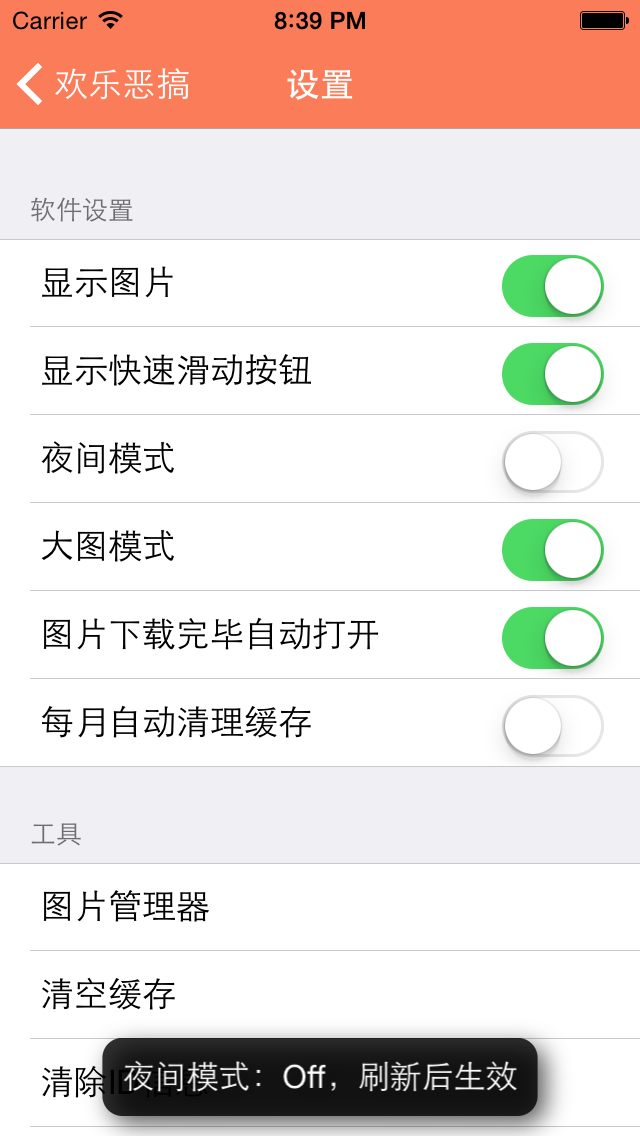 Carrier 8:39 PM
欢乐恶搞 设置
软件设置
显示图片
显示快速滑动按钮
夜间模式
大图模式
图片下载完毕自动打开
每月自动清理缓存
工具
图片管理器
清空缓存
清除
夜间模式：Off，刷新后生效